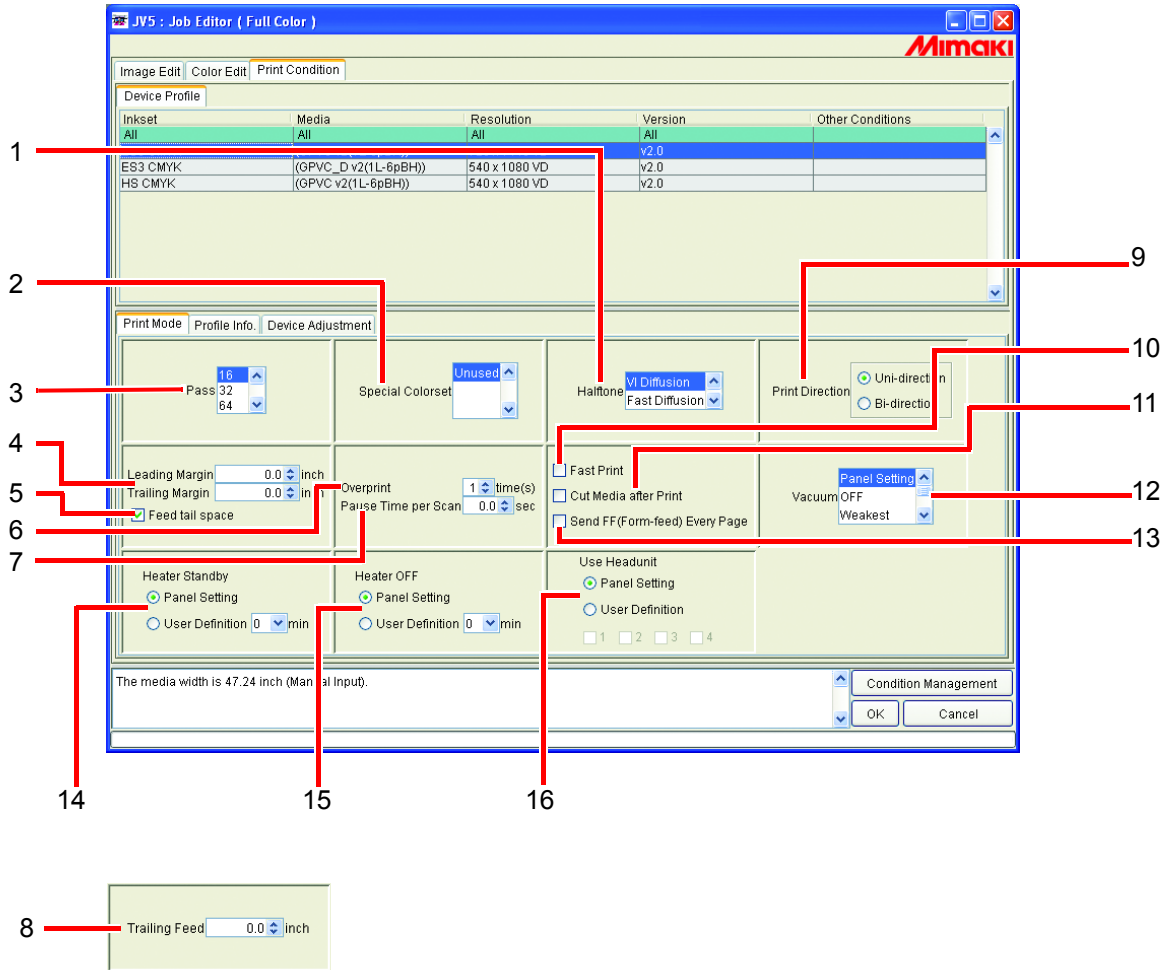 JV5 : Job Editor ( Full Color )
Mimaki
Image Edit Color Edit Print Condition
Device Profile
Inkset Media Resolution Version Other Conditions
All All All All
v2.0
ES3 CMYK (GPVC_D v2(1L-6pBH)) 540 x 1080 VD v2.0
HS CMYK (GPVC v2(1L-6pBH)) 540 x 1080 VD v2.0
1
2
9
Print Mode Profile Info. Device Adjustment
3
Pass
16
32
64
Special Colorset
Unused
Halftone
VI Diffusion
Fast Diffusion
Print Direction
Uni-direction
Bi-direction
10
11
4
Leading Margin 0.0 inch
Trailing Margin 0.0 inch
5
Feed tail space
6
Overprint 1 time(s)
7
Pause Time per Scan 0.0 sec
Fast Print
Cut Media after Print
Send FF(Form-feed) Every Page
Vacuum
Panel Setting
OFF
Weakest
12
13
Heater Standby
Panel Setting
User Definition 0 min
Heater OFF
Panel Setting
User Definition 0 min
Use Headunit
Panel Setting
User Definition
1 2 3 4
The media width is 47.24 inch (Manual Input).
Condition Management
OK Cancel
14 15 16
8
Trailing Feed 0.0 inch